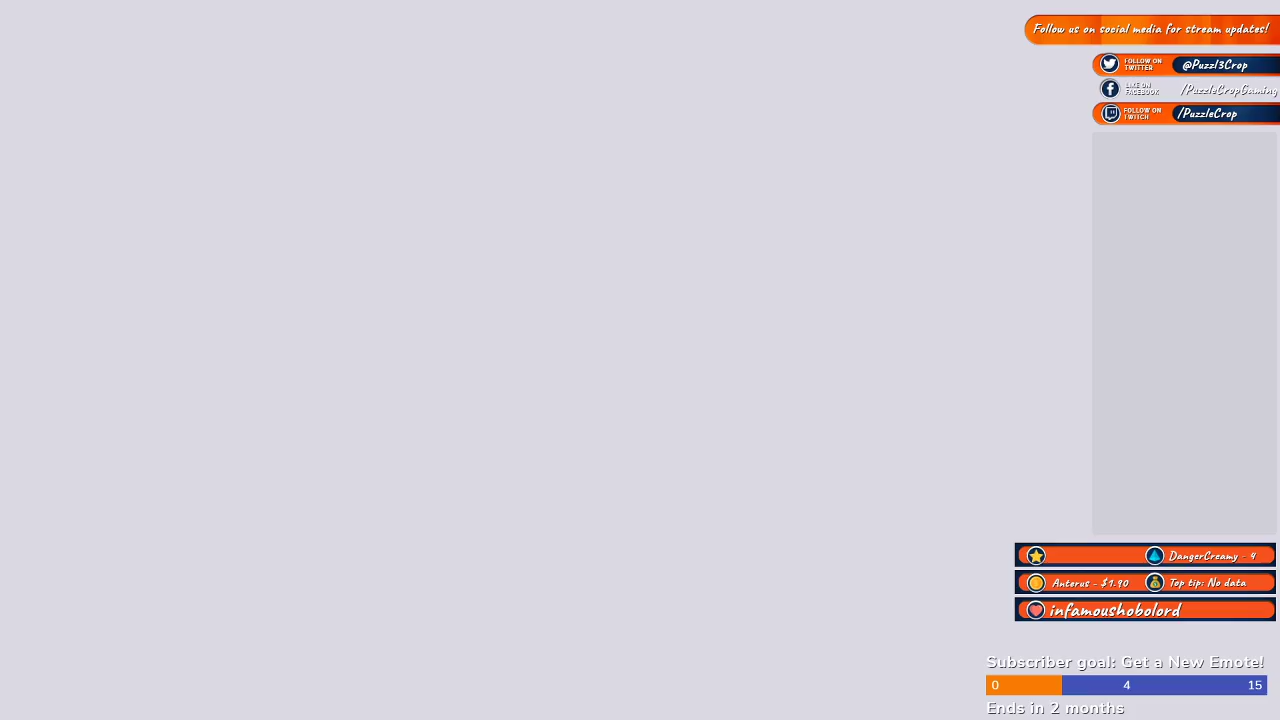 Follow us on social media for stream updates!
FOLLOW ON TWITTER @Puzzl3Crop
LIKE ON FACEBOOK /PuzzleCropGaming
FOLLOW ON TWITCH /PuzzleCrop
DangerCreamy - 4
Anterus - $1.90 Top tip: No data
infamoushobolord
Subscriber goal: Get a New Emote!
0 4 15
Ends in 2 months